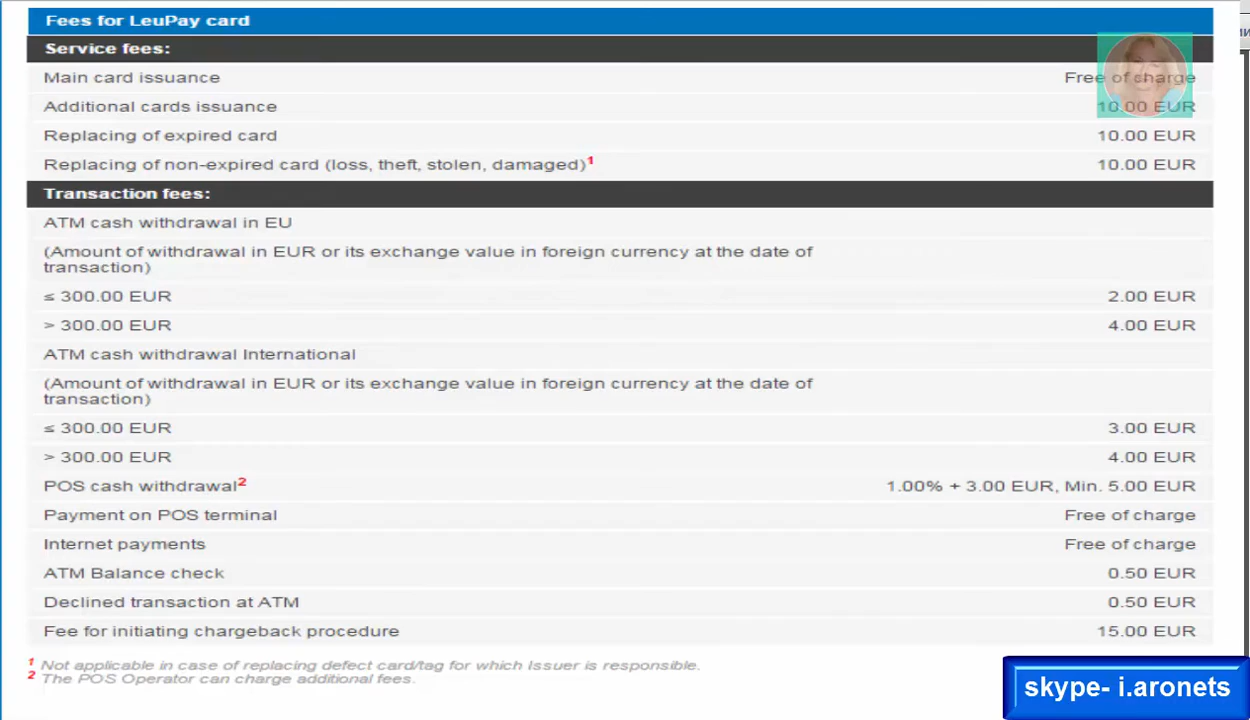 Fees for LeuPay card
Service fees:
Main card issuance Free of charge
Additional cards issuance 10.00 EUR
Replacing of expired card 10.00 EUR
Replacing of non-expired card (loss, theft, stolen, damaged)1 10.00 EUR
Transaction fees:
ATM cash withdrawal in EU
(Amount of withdrawal in EUR or its exchange value in foreign currency at the date of
transaction)
≤ 300.00 EUR 2.00 EUR
> 300.00 EUR 4.00 EUR
ATM cash withdrawal International
(Amount of withdrawal in EUR or its exchange value in foreign currency at the date of
transaction)
≤ 300.00 EUR 3.00 EUR
> 300.00 EUR 4.00 EUR
POS cash withdrawal2 1.00% + 3.00 EUR, Min. 5.00 EUR
Payment on POS terminal Free of charge
Internet payments Free of charge
ATM Balance check 0.50 EUR
Declined transaction at ATM 0.50 EUR
Fee for initiating chargeback procedure 15.00 EUR
1 Not applicable in case of replacing defect card/tag for which Issuer is responsible.
2 The POS Operator can charge additional fees.
skype- i.aronets